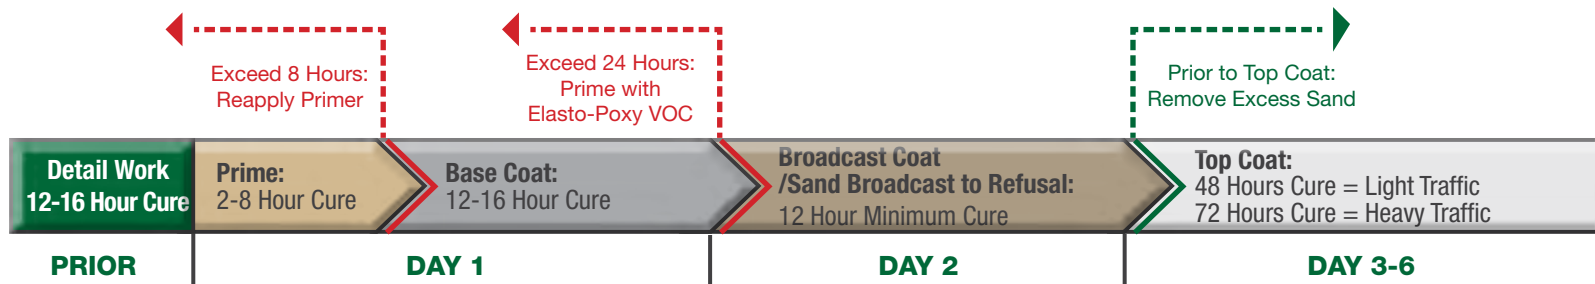 Exceed 8 Hours:
Reapply Primer
Exceed 24 Hours:
Prime with
Elasto-Poxy VOC
Prior to Top Coat:
Remove Excess Sand
Detail Work
12-16 Hour Cure
Prime:
2-8 Hour Cure
Base Coat:
12-16 Hour Cure
Broadcast Coat
/Sand Broadcast to Refusal:
12 Hour Minimum Cure
Top Coat:
48 Hours Cure = Light Traffic
72 Hours Cure = Heavy Traffic
PRIOR
DAY 1
DAY 2
DAY 3-6